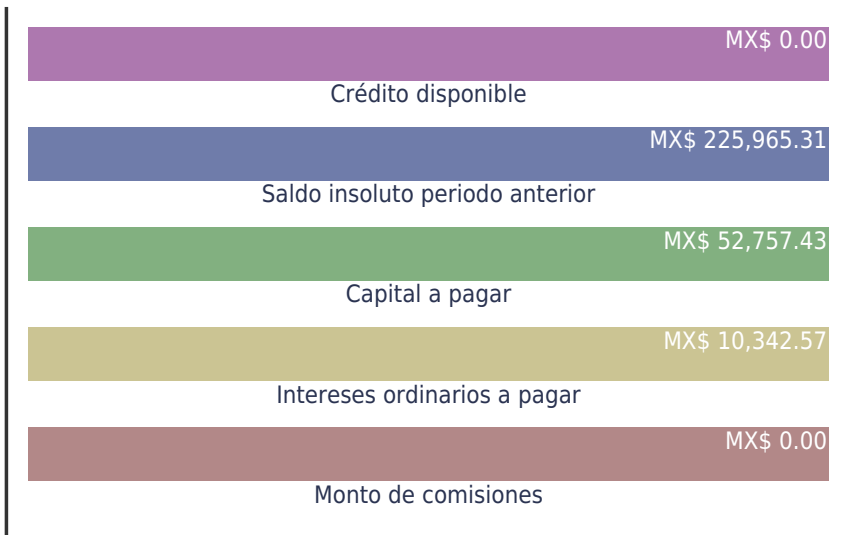 MX$ 0.00
Crédito disponible
MX$ 225,965.31
Saldo insoluto periodo anterior
MX$ 52,757.43
Capital a pagar
MX$ 10,342.57
Intereses ordinarios a pagar
MX$ 0.00
Monto de comisiones